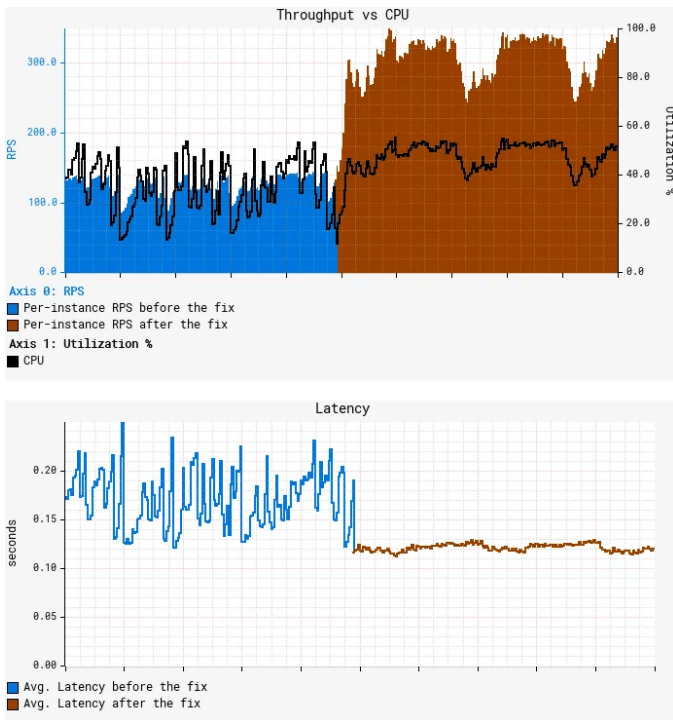 Throughput vs CPU
100.0
300.0
80.0
RPS
200.0
60.0
Utilization %
40.0
100.0
20.0
0.0
0.0
Axis 0: RPS
Per-instance RPS before the fix
Per-instance RPS after the fix
Axis 1: Utilization %
CPU
Latency
0.20
0.15
seconds
0.10
0.05
0.00
Avg. Latency before the fix
Avg. Latency after the fix